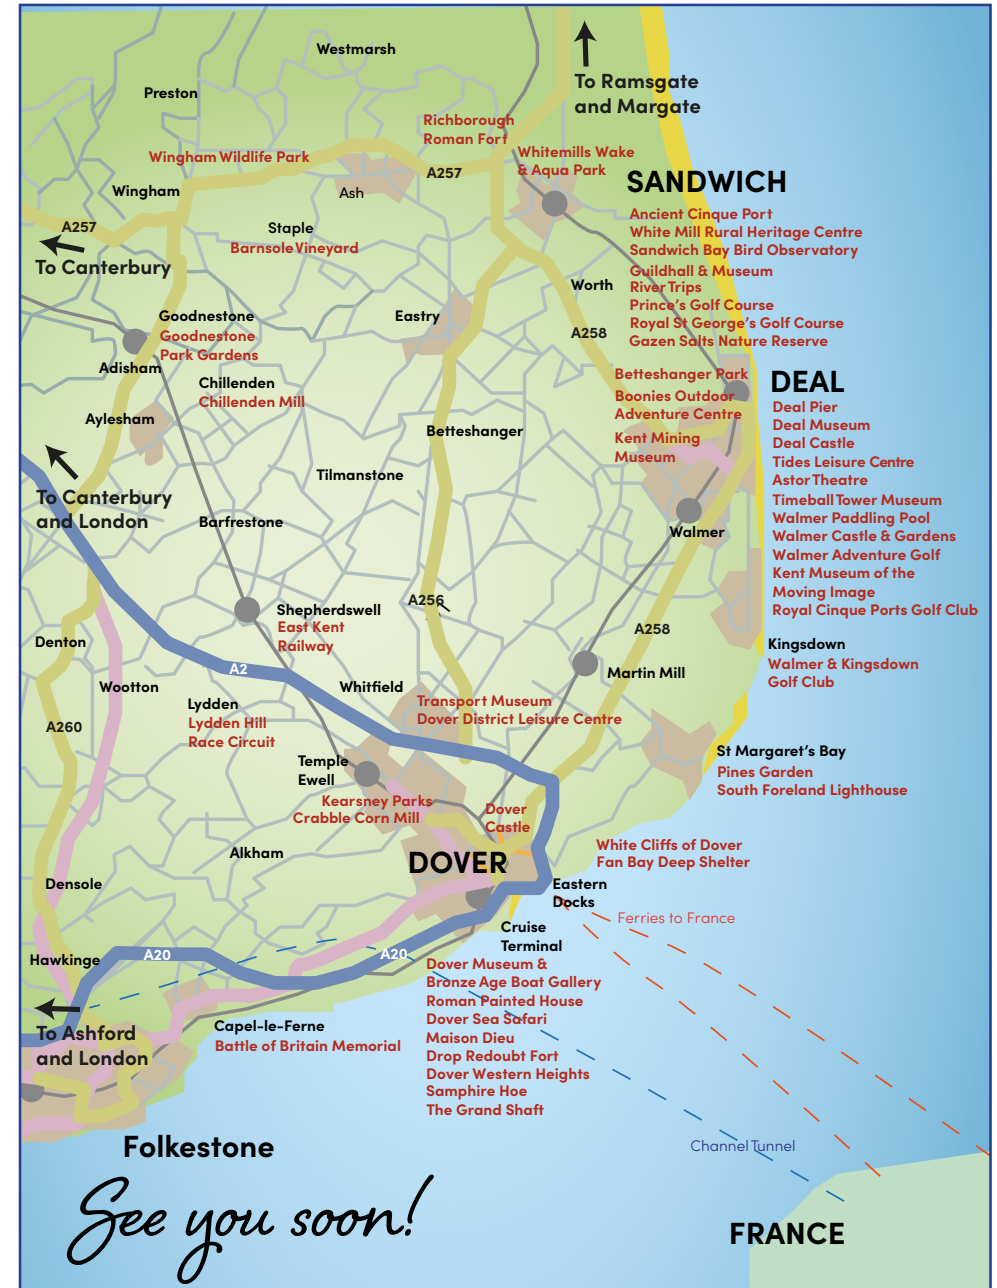 Westmarsh
To Ramsgate
and Margate
Preston
Richborough
Roman Fort
Wingham Wildlife Park
Whitemills Wake
& Aqua Park
A257
SANDWICH
Wingham
Ash
Ancient Cinque Port
White Mill Rural Heritage Centre
Sandwich Bay Bird Observatory
Guildhall & Museum
River Trips
Prince's Golf Course
Royal St George's Golf Course
Gazen Salts Nature Reserve
A257
To Canterbury
Staple
Barnsole Vineyard
Worth
Goodnestone
Goodnestone
Park Gardens
Eastry
A258
Adisham
Chillenden
Chillenden Mill
Betteshanger Park
Boonies Outdoor
Adventure Centre
Kent Mining
Museum
DEAL
Deal Pier
Deal Museum
Deal Castle
Tides Leisure Centre
Astor Theatre
Timeball Tower Museum
Walmer Paddling Pool
Walmer Castle & Gardens
Walmer Adventure Golf
Kent Museum of the
Moving Image
Royal Cinque Ports Golf Club
Aylesham
Betteshanger
Tilmanstone
To Canterbury
and London
Barfrestone
Walmer
A256
Shepherdswell
East Kent
Railway
A258
Denton
Kingsdown
Walmer & Kingsdown
Golf Club
A2
Martin Mill
Wootton
Whitfield
Lydden
Lydden Hill
Race Circuit
Transport Museum
Dover District Leisure Centre
A260
St Margaret's Bay
Pines Garden
South Foreland Lighthouse
Temple
Ewell
Kearsney Parks
Crabble Corn Mill
Dover
Castle
White Cliffs of Dover
Fan Bay Deep Shelter
Alkham
DOVER
Densole
Eastern
Docks
Ferries to France
Cruise
Terminal
Hawkinge
A20
A20
Dover Museum &
Bronze Age Boat Gallery
Roman Painted House
Dover Sea Safari
Maison Dieu
Drop Redoubt Fort
Dover Western Heights
Samphire Hoe
The Grand Shaft
To Ashford
and London
Capel-le-Ferne
Battle of Britain Memorial
Folkestone
Channel Tunnel
See you soon!
FRANCE